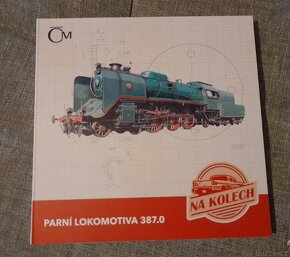 ČM
NA KOLECH
PARNÍ LOKOMOTIVA 387.0